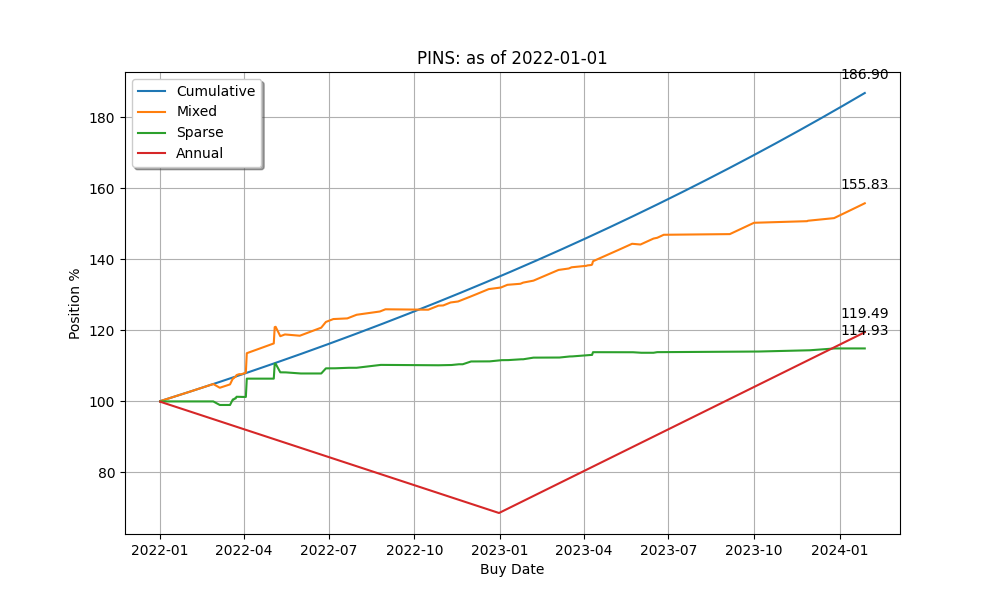 PINS: as of 2022-01-01
Cumulative
Mixed
Sparse
Annual
186.90
155.83
119.49
114.93
180
160
140
120
100
80
Position %
2022-01 2022-04 2022-07 2022-10 2023-01 2023-04 2023-07 2023-10 2024-01
Buy Date